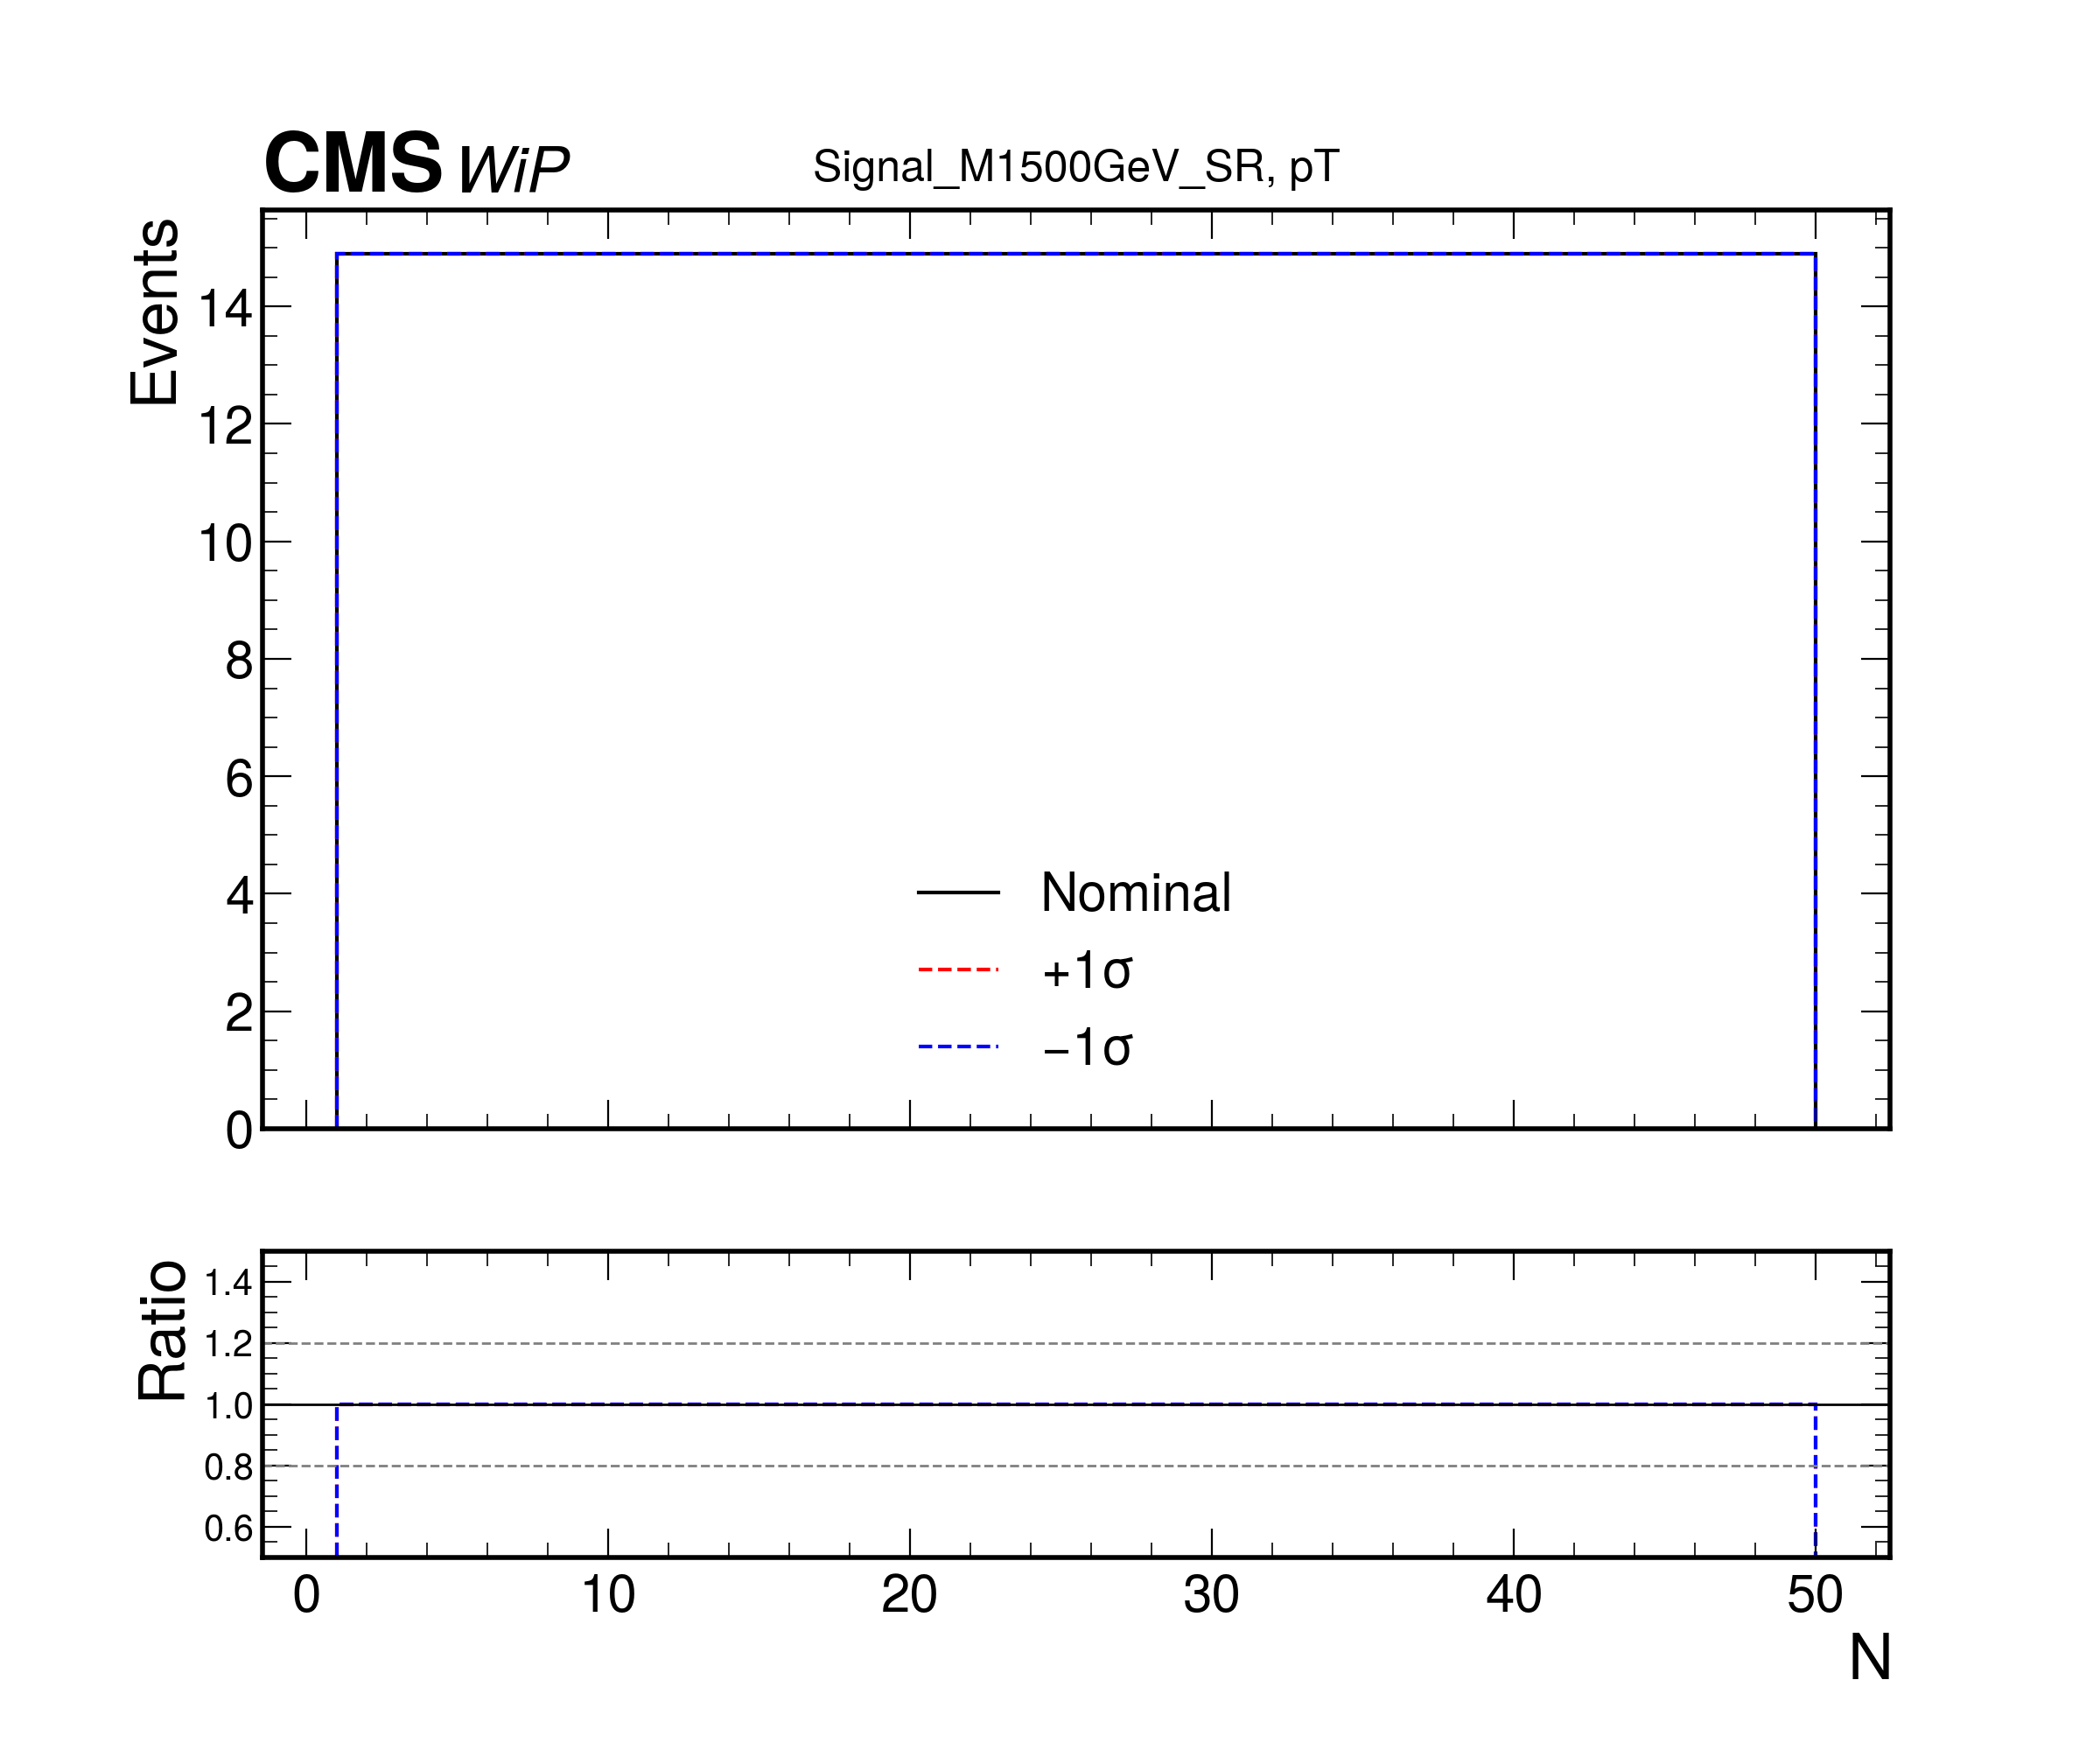 CMS WiP
Signal_M1500GeV_SR, pT
Events
14
12
10
8
6
4
2
0
Nominal
+1σ
−1σ
Ratio
1.4
1.2
1.0
0.8
0.6
0 10 20 30 40 50
N